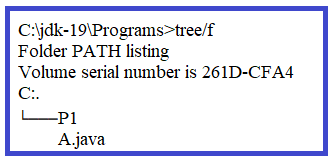 C:\jdk-19\Programs>tree/f
Folder PATH listing
Volume serial number is 261D-CFA4
C:.
└───P1
A.java